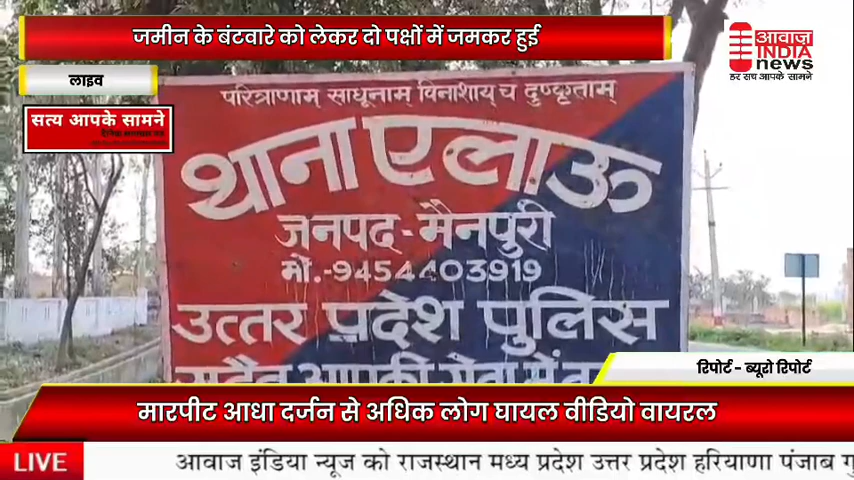 जमीन के बंटवारे को लेकर दो पक्षों में जमकर हुई
आवाज़
INDIA
news
हर सच आपके सामने
लाइव
सत्य आपके सामने
परित्राणाम् साधूनाम् विनाशाय् च दुष्कृताम्
थाना एलाऊ
जनपद-मैनपुरी
मो.-9454403919
उत्तर प्रदेश पुलिस
सदैव आपकी सेवा में
रिपोर्ट - ब्यूरो रिपोर्ट
मारपीट आधा दर्जन से अधिक लोग घायल वीडियो वायरल
LIVE
आवाज इंडिया न्यूज को राजस्थान मध्य प्रदेश उत्तर प्रदेश हरियाणा पंजाब